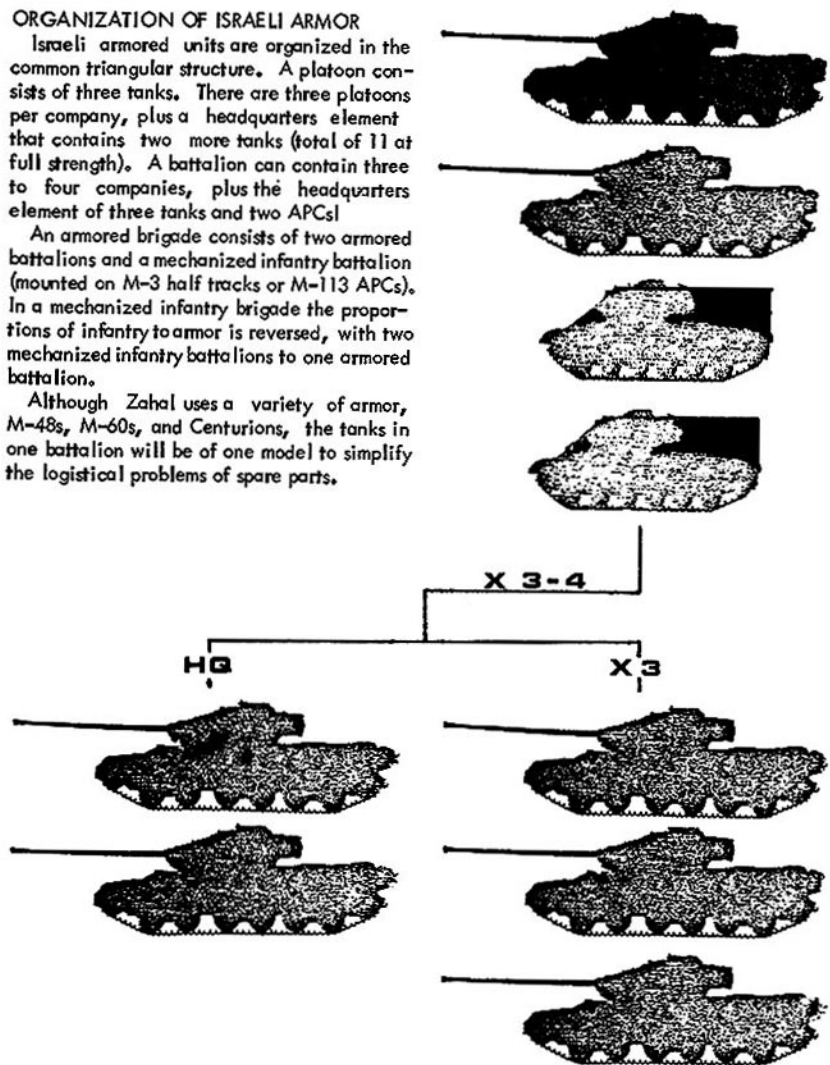 ORGANIZATION OF ISRAELI ARMOR
Israeli armored units are organized in the
common triangular structure. A platoon con-
sists of three tanks. There are three platoons
per company, plus a headquarters element
that contains two more tanks (total of 11 at
full strength). A battalion can contain three
to four companies, plus the headquarters
element of three tanks and two APCs!
An armored brigade consists of two armored
battalions and a mechanized infantry battalion
(mounted on M-3 half tracks or M-113 APCs).
In a mechanized infantry brigade the propor-
tions of infantry to armor is reversed, with two
mechanized infantry battalions to one armored
battalion.
Although Zahal uses a variety of armor,
M-48s, M-60s, and Centurions, the tanks in
one battalion will be of one model to simplify
the logistical problems of spare parts.
X 3-4
HQ
X 3